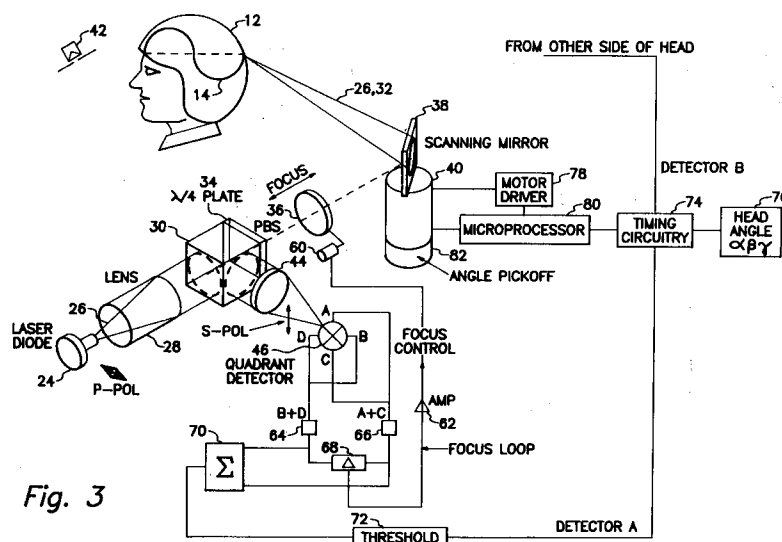 42
12
FROM OTHER SIDE OF HEAD
14
26,32
38
SCANNING MIRROR
40
DETECTOR B
FOCUS
34
λ/4 PLATE
PBS
36
MOTOR DRIVER
78
80
MICROPROCESSOR
74
TIMING CIRCUITRY
76
HEAD ANGLE
αβγ
30
60
82
ANGLE PICKOFF
44
LENS
26
LASER DIODE
24
28
P-POL
S-POL
A
D
B
C
46
QUADRANT DETECTOR
FOCUS CONTROL
AMP
62
B+D
64
A+C
66
FOCUS LOOP
70
Σ
68
△
Fig. 3
72
THRESHOLD
DETECTOR A